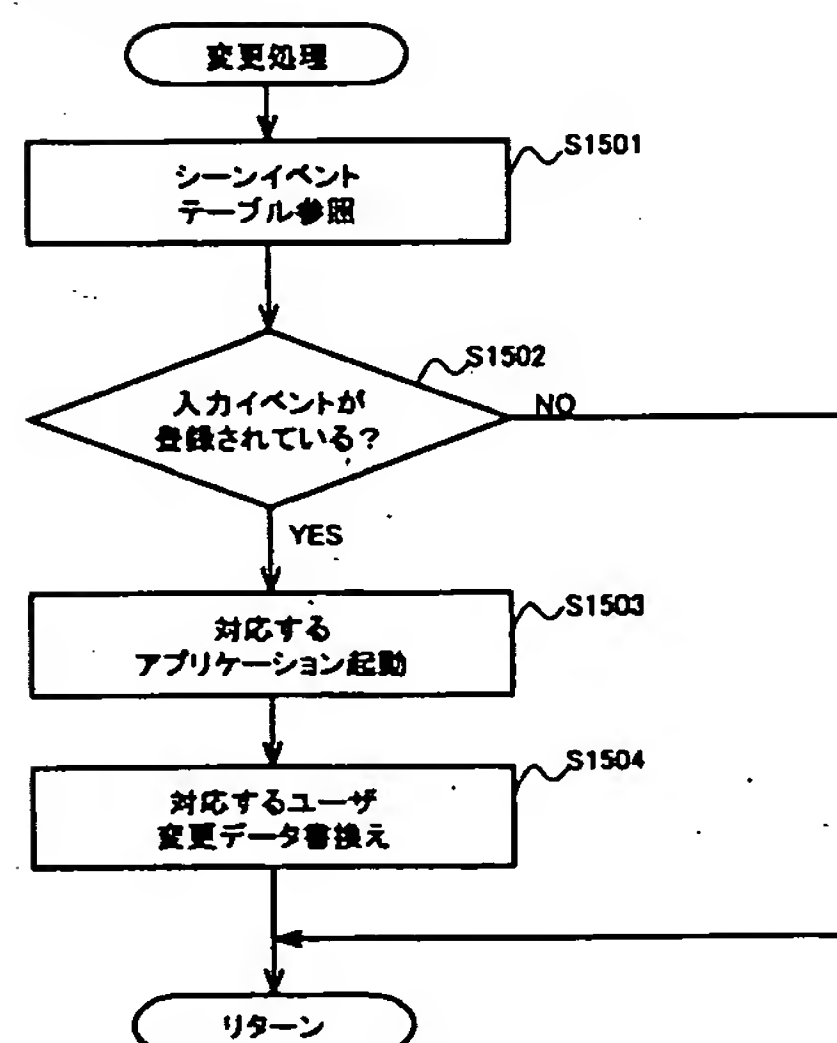 変更処理
S1501
シーンイベント
テーブル参照
S1502
入力イベントが
登録されている?
NO
YES
S1503
対応する
アプリケーション起動
S1504
対応するユーザ
変更データ書換え
リターン